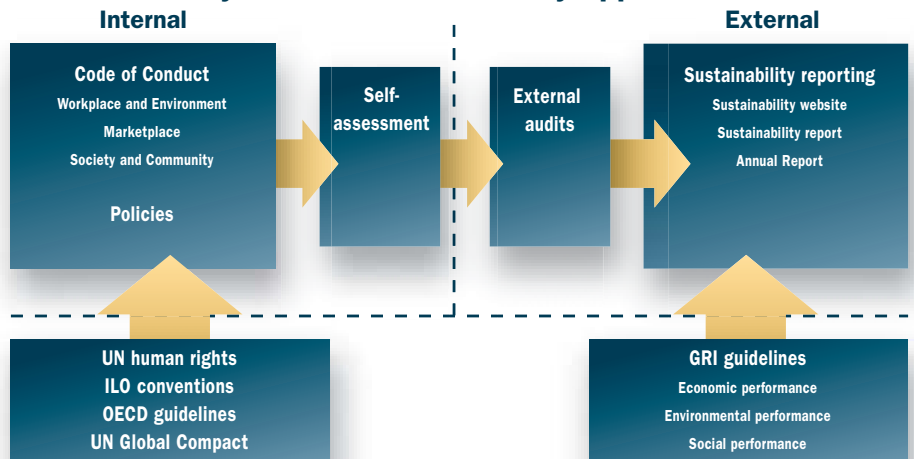 Internal
External
Code of Conduct
Workplace and Environment
Marketplace
Society and Community
Policies
Self-
assessment
External
audits
Sustainability reporting
Sustainability website
Sustainability report
Annual Report
UN human rights
ILO conventions
OECD guidelines
UN Global Compact
GRI guidelines
Economic performance
Environmental performance
Social performance